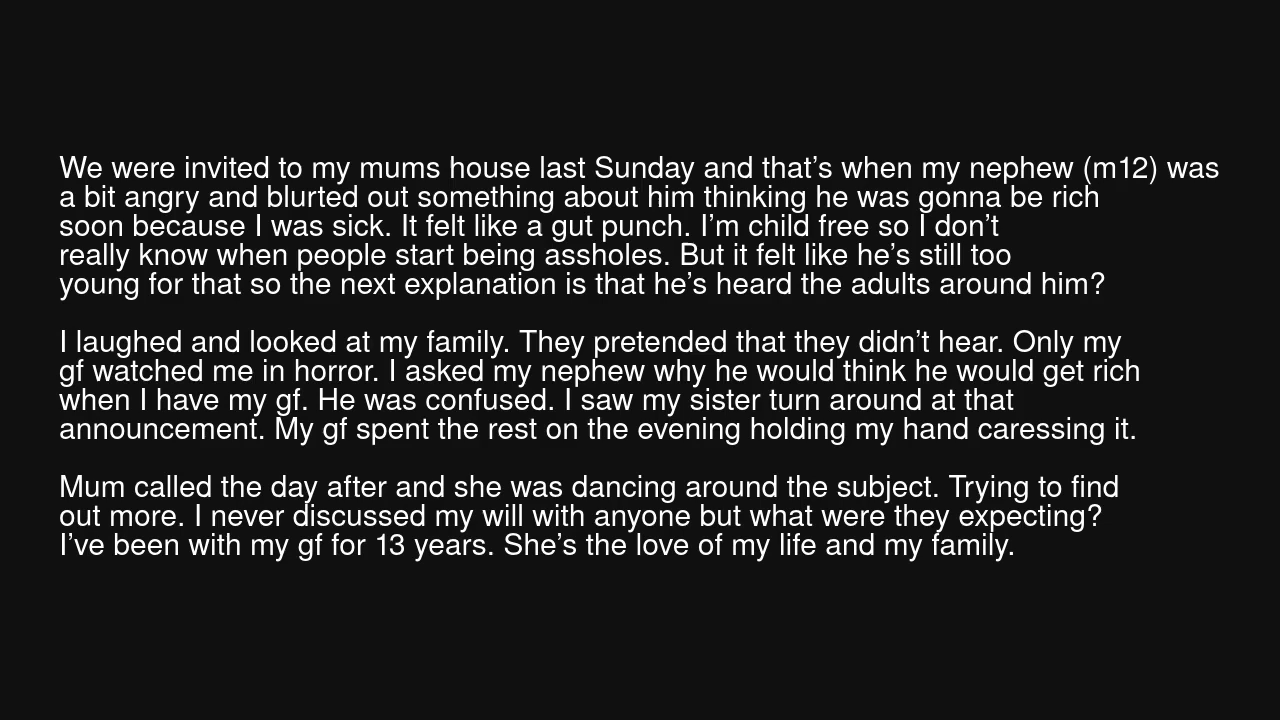 We were invited to my mums house last Sunday and that’s when my nephew (m12) was
a bit angry and blurted out something about him thinking he was gonna be rich
soon because I was sick. It felt like a gut punch. I’m child free so I don’t
really know when people start being assholes. But it felt like he’s still too
young for that so the next explanation is that he’s heard the adults around him?
I laughed and looked at my family. They pretended that they didn’t hear. Only my
gf watched me in horror. I asked my nephew why he would think he would get rich
when I have my gf. He was confused. I saw my sister turn around at that
announcement. My gf spent the rest on the evening holding my hand caressing it.
Mum called the day after and she was dancing around the subject. Trying to find
out more. I never discussed my will with anyone but what were they expecting?
I’ve been with my gf for 13 years. She’s the love of my life and my family.